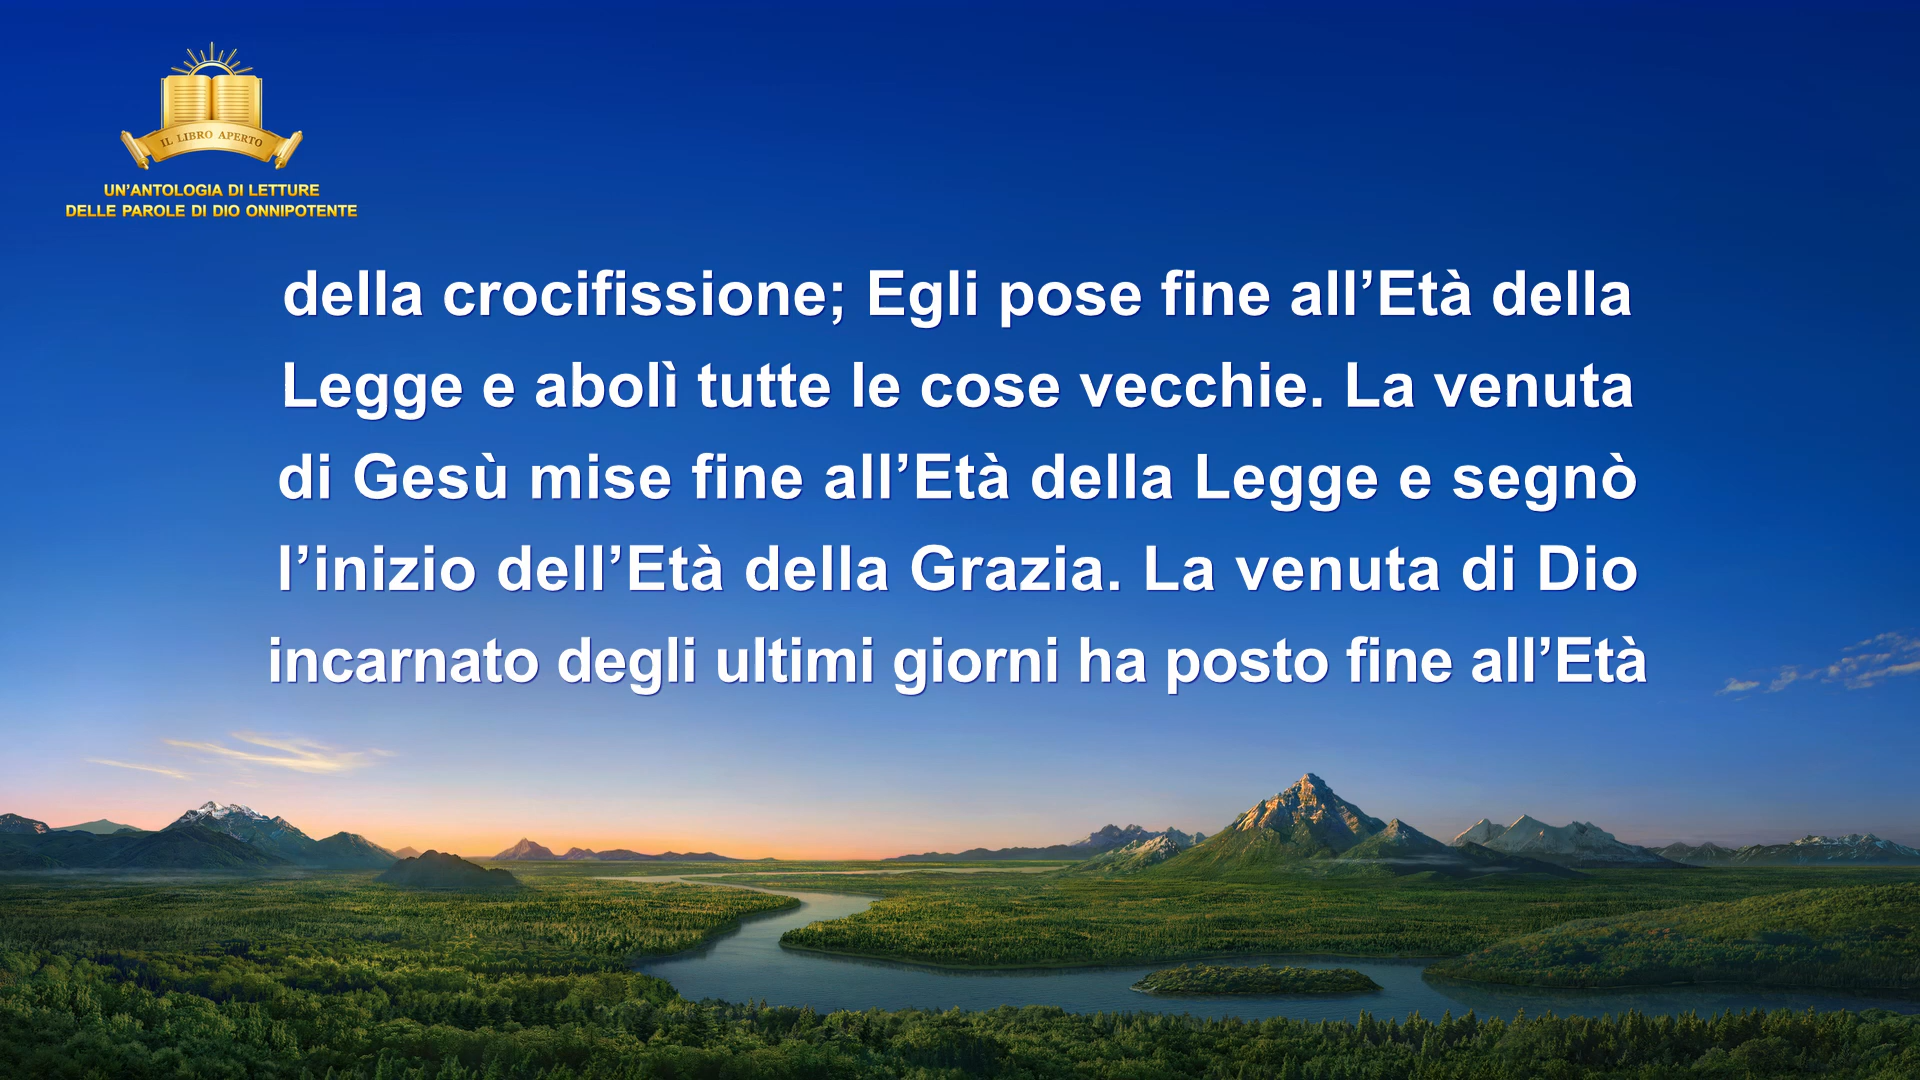 IL LIBRO APERTO
UN’ANTOLOGIA DI LETTURE
DELLE PAROLE DI DIO ONNIPOTENTE
della crocifissione; Egli pose fine all’Età della
Legge e abolì tutte le cose vecchie. La venuta
di Gesù mise fine all’Età della Legge e segnò
l’inizio dell’Età della Grazia. La venuta di Dio
incarnato degli ultimi giorni ha posto fine all’Età